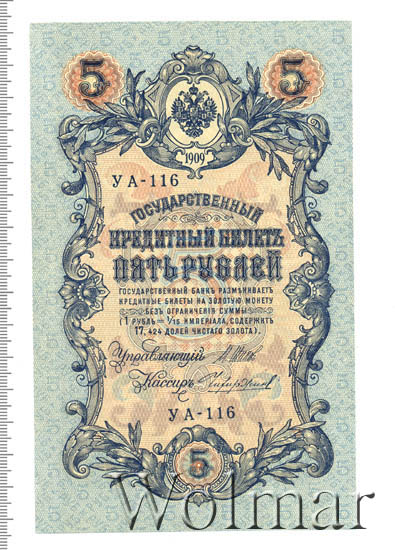 5 5
1909
УА-116
ГОСУДАРСТВЕННЫЙ
КРЕДИТНЫЙ БИЛЕТЪ
ПЯТЬ РУБЛЕЙ
ГОСУДАРСТВЕННЫЙ БАНКЪ РАЗМѢНИВАЕТЪ
КРЕДИТНЫЕ БИЛЕТЫ НА ЗОЛОТУЮ МОНЕТУ
БЕЗЪ ОГРАНИЧЕНІЯ СУММЫ
(1 РУБЛЬ = 1/15 ИМПЕРІАЛА, СОДЕРЖИТЪ
17,424 ДОЛЕЙ ЧИСТАГО ЗОЛОТА).
Управляющій
Кассиръ
УА-116
5
Wolmar